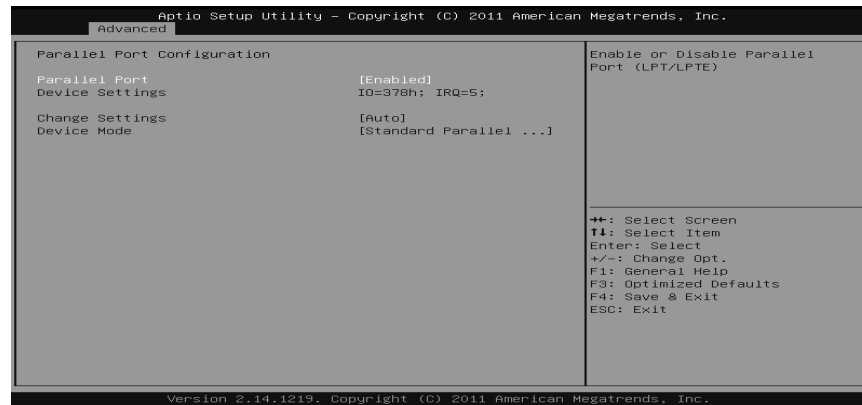 Aptio Setup Utility – Copyright (C) 2011 American Megatrends, Inc.
Advanced
Parallel Port Configuration
Parallel Port [Enabled]
Device Settings IO=378h; IRQ=5;
Change Settings [Auto]
Device Mode [Standard Parallel ...]
Enable or Disable Parallel
Port (LPT/LPTE)
→←: Select Screen
↑↓: Select Item
Enter: Select
+/-: Change Opt.
F1: General Help
F3: Optimized Defaults
F4: Save & Exit
ESC: Exit
Version 2.14.1219. Copyright (C) 2011 American Megatrends, Inc.